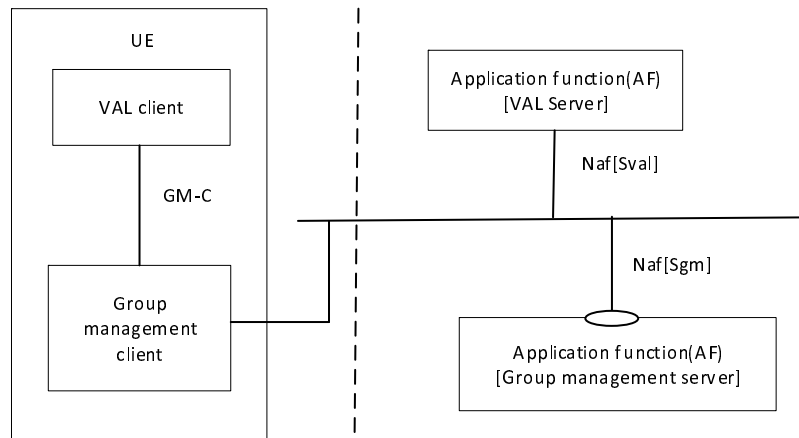 UE
VAL client
GM-C
Group
management
client
Application function(AF)
[VAL Server]
Naf[Sval]
Naf[Sgm]
Application function(AF)
[Group management server]